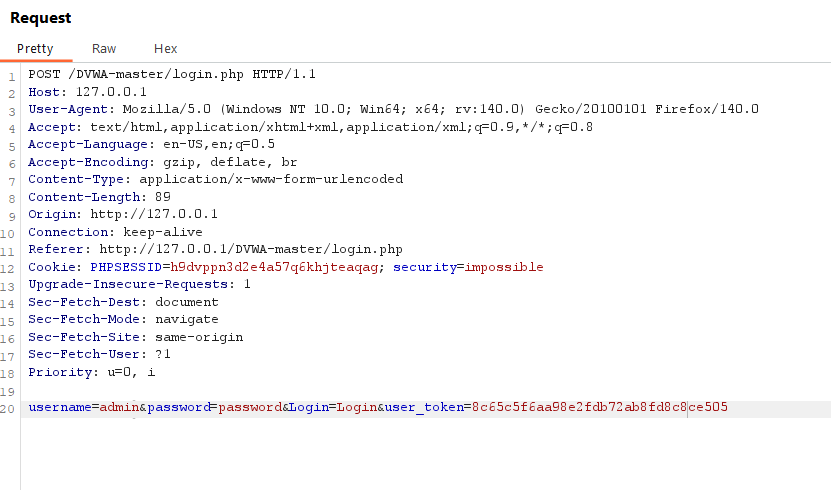 Request
Pretty Raw Hex
1 POST /DVWA-master/login.php HTTP/1.1
2 Host: 127.0.0.1
3 User-Agent: Mozilla/5.0 (Windows NT 10.0; Win64; x64; rv:140.0) Gecko/20100101 Firefox/140.0
4 Accept: text/html,application/xhtml+xml,application/xml;q=0.9,*/*;q=0.8
5 Accept-Language: en-US,en;q=0.5
6 Accept-Encoding: gzip, deflate, br
7 Content-Type: application/x-www-form-urlencoded
8 Content-Length: 89
9 Origin: http://127.0.0.1
10 Connection: keep-alive
11 Referer: http://127.0.0.1/DVWA-master/login.php
12 Cookie: PHPSESSID=h9dvppn3d2e4a57q6khjteaqag; security=impossible
13 Upgrade-Insecure-Requests: 1
14 Sec-Fetch-Dest: document
15 Sec-Fetch-Mode: navigate
16 Sec-Fetch-Site: same-origin
17 Sec-Fetch-User: ?1
18 Priority: u=0, i
19
20 username=admin&password=password&Login=Login&user_token=8c65c5f6aa98e2fdb72ab8fd8c8ce505